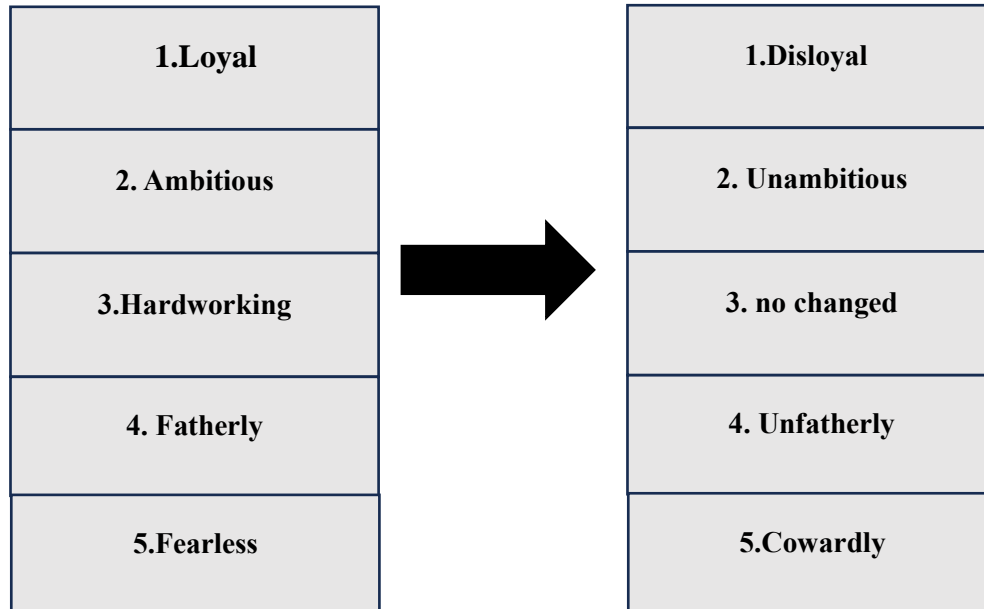 1.Loyal
2. Ambitious
3.Hardworking
4. Fatherly
5.Fearless
1.Disloyal
2. Unambitious
3. no changed
4. Unfatherly
5.Cowardly